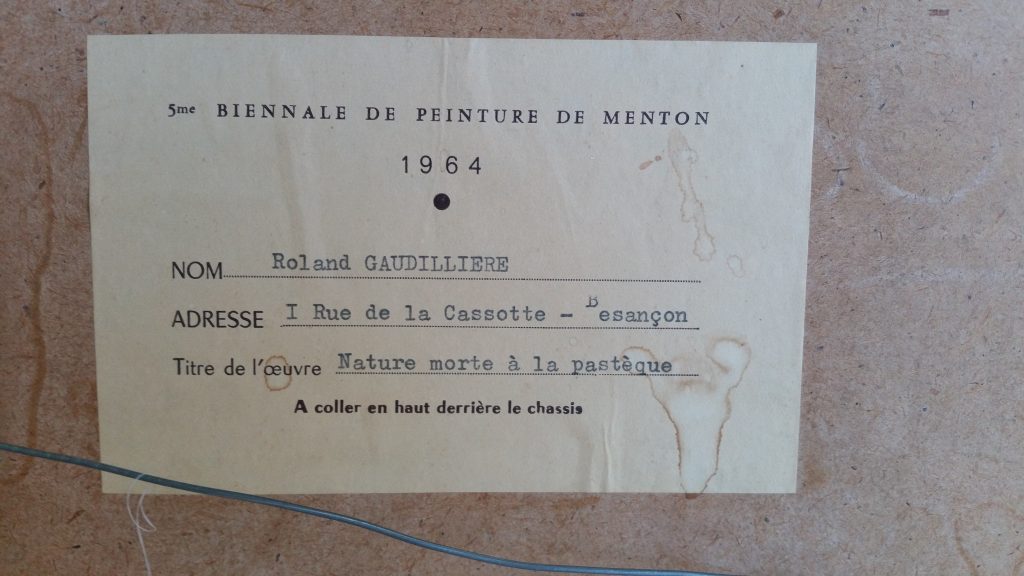 5me BIENNALE DE PEINTURE DE MENTON
1964
NOM Roland GAUDILLIERE
ADRESSE I Rue de la Cassotte - Besançon
Titre de l'œuvre Nature morte à la pastèque
A coller en haut derrière le chassis